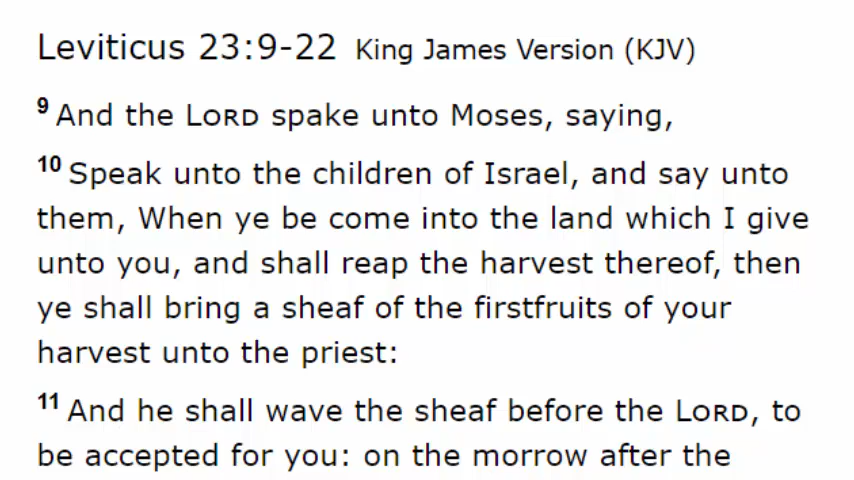 Leviticus 23:9-22 King James Version (KJV)
9 And the LORD spake unto Moses, saying,
10 Speak unto the children of Israel, and say unto
them, When ye be come into the land which I give
unto you, and shall reap the harvest thereof, then
ye shall bring a sheaf of the firstfruits of your
harvest unto the priest:
11 And he shall wave the sheaf before the LORD, to
be accepted for you: on the morrow after the